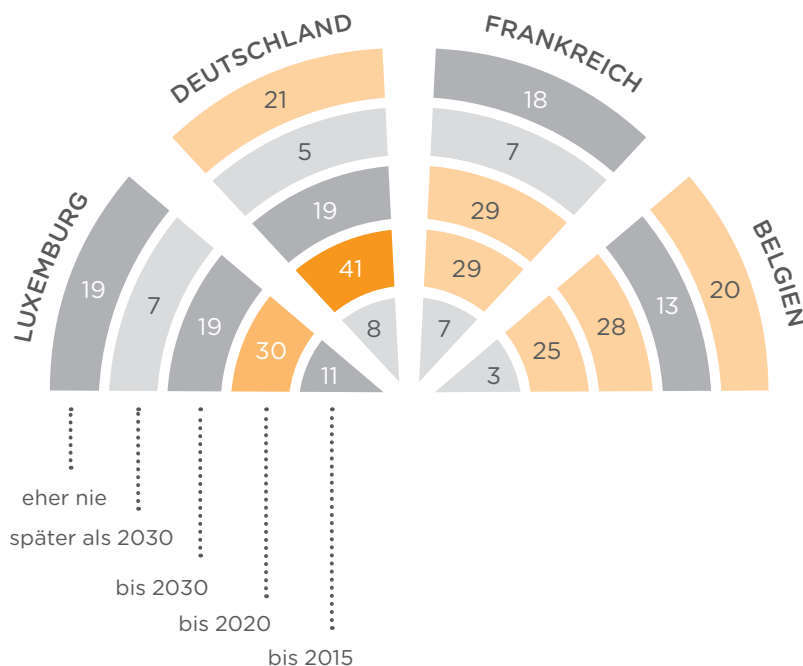 DEUTSCHLAND
21
5
19
41
8
FRANKREICH
18
7
29
29
7
LUXEMBURG
19
7
19
30
11
BELGIEN
20
13
28
25
3
eher nie
später als 2030
bis 2030
bis 2020
bis 2015